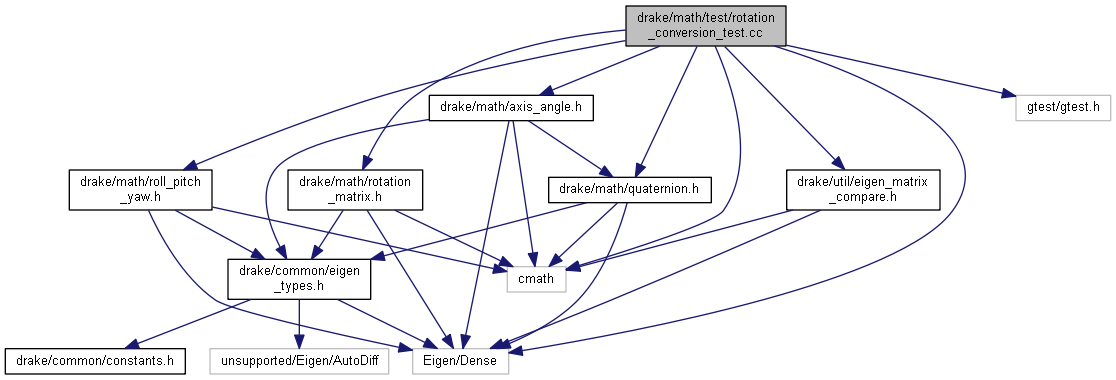 drake/math/test/rotation
_conversion_test.cc
drake/math/axis_angle.h
gtest/gtest.h
drake/math/roll_pitch
_yaw.h
drake/math/rotation
_matrix.h
drake/math/quaternion.h
drake/util/eigen_matrix
_compare.h
drake/common/eigen
_types.h
cmath
drake/common/constants.h
unsupported/Eigen/AutoDiff
Eigen/Dense